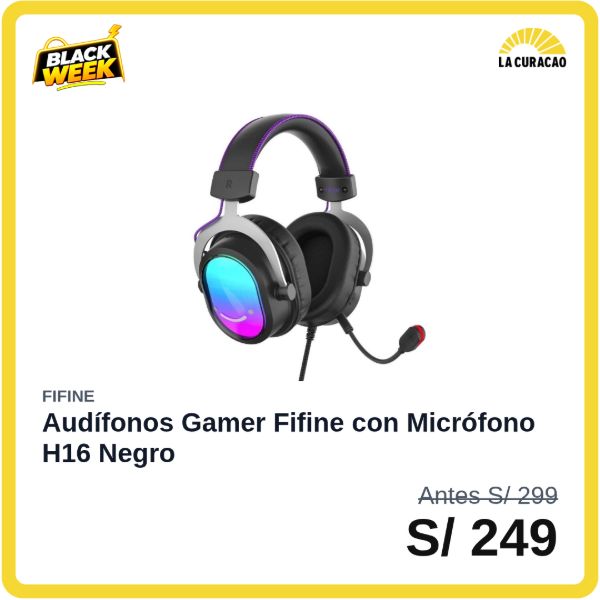 BLACK
WEEK
LA CURACAO
R
FIFINE
Audífonos Gamer Fifine con Micrófono
H16 Negro
Antes S/ 299
S/ 249